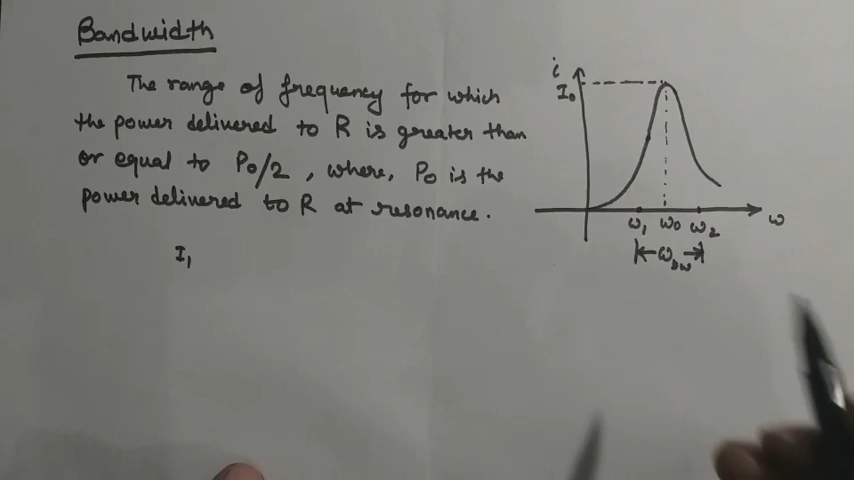 Bandwidth
The range of frequency for which
the power delivered to R is greater than
or equal to P₀/2, where, P₀ is the
power delivered to R at resonance.
I₁
i
I₀
ω₁ ω₀ ω₂
ω
ω_BW